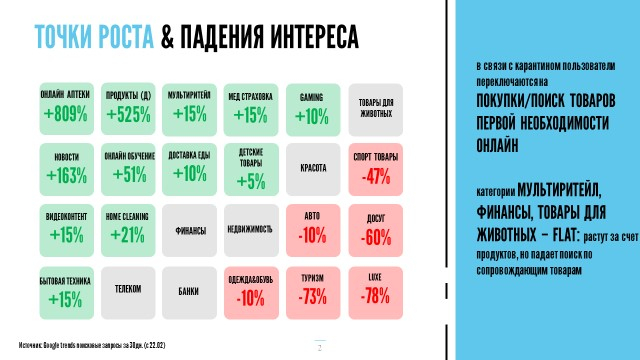 ТОЧКИ РОСТА & ПАДЕНИЯ ИНТЕРЕСА
ОНЛАЙН АПТЕКИ
+809%
ПРОДУКТЫ (Д)
+525%
МУЛЬТИРИТЕЙЛ
+15%
МЕД СТРАХОВКА
+15%
GAMING
+10%
ТОВАРЫ ДЛЯ
ЖИВОТНЫХ
НОВОСТИ
+163%
ОНЛАЙН ОБУЧЕНИЕ
+51%
ДОСТАВКА ЕДЫ
+10%
ДЕТСКИЕ
ТОВАРЫ
+5%
КРАСОТА
СПОРТ ТОВАРЫ
-47%
ВИДЕОКОНТЕНТ
+15%
HOME CLEANING
+21%
ФИНАНСЫ
НЕДВИЖИМОСТЬ
АВТО
-10%
ДОСУГ
-60%
БЫТОВАЯ ТЕХНИКА
+15%
ТЕЛЕКОМ
БАНКИ
ОДЕЖДА&ОБУВЬ
-10%
ТУРИЗМ
-73%
LUXE
-78%
Источник: Google trends поисковые запросы за 30дн. (с 22.02)
2
в связи с карантином пользователи
переключаются на
ПОКУПКИ/ПОИСК ТОВАРОВ
ПЕРВОЙ НЕОБХОДИМОСТИ
ОНЛАЙН
категории МУЛЬТИРИТЕЙЛ,
ФИНАНСЫ, ТОВАРЫ ДЛЯ
ЖИВОТНЫХ – FLAT: растут за счет
продуктов, но падает поиск по
сопровождающим товарам